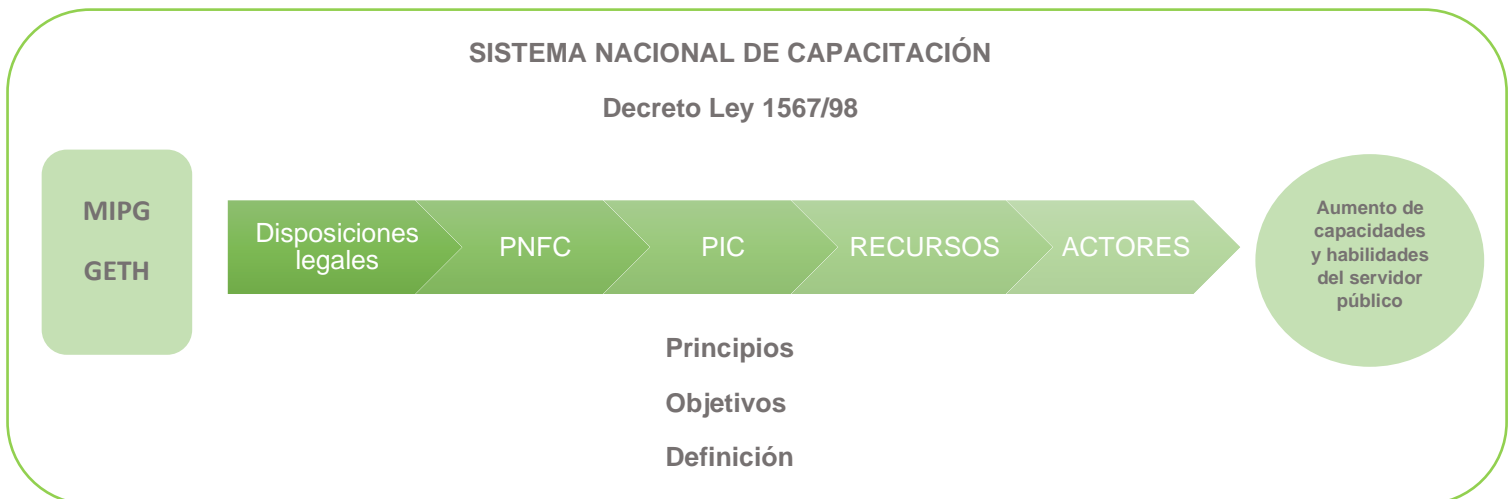 SISTEMA NACIONAL DE CAPACITACIÓN
Decreto Ley 1567/98
MIPG
GETH
Disposiciones
legales
PNFC
PIC
RECURSOS
ACTORES
Aumento de
capacidades
y habilidades
del servidor
público
Principios
Objetivos
Definición